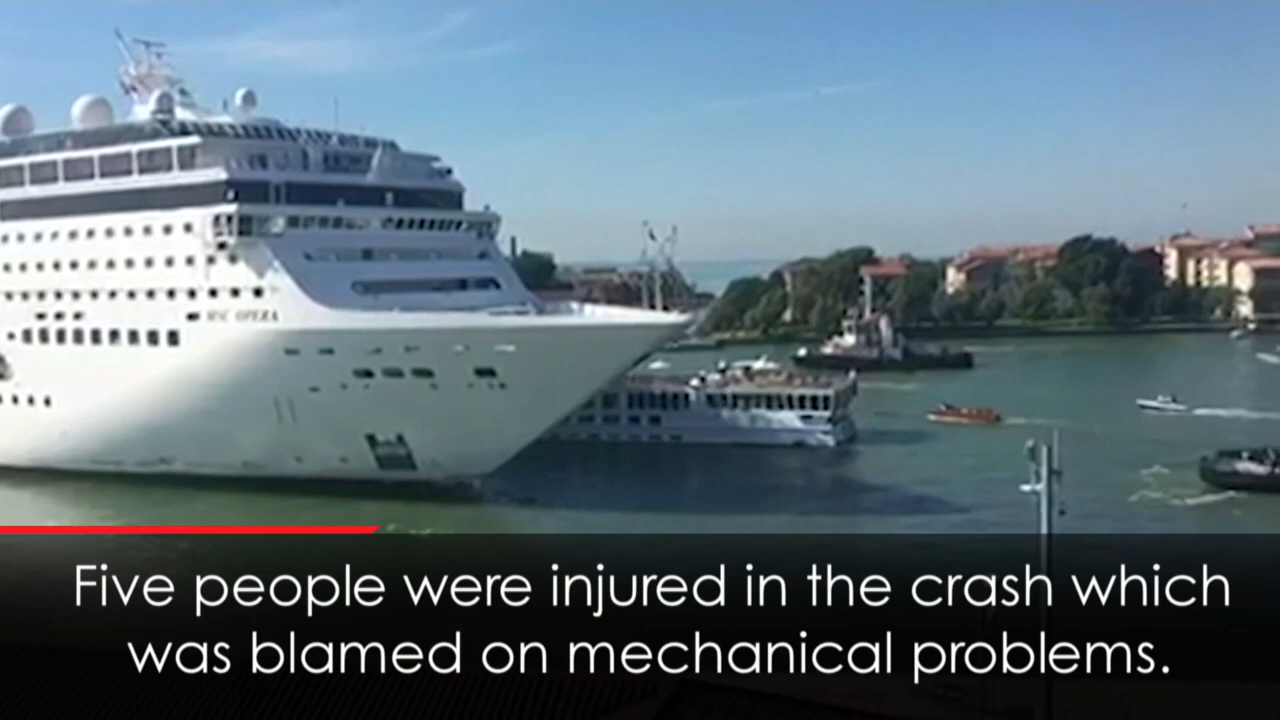 MSC OPERA
Five people were injured in the crash which
was blamed on mechanical problems.